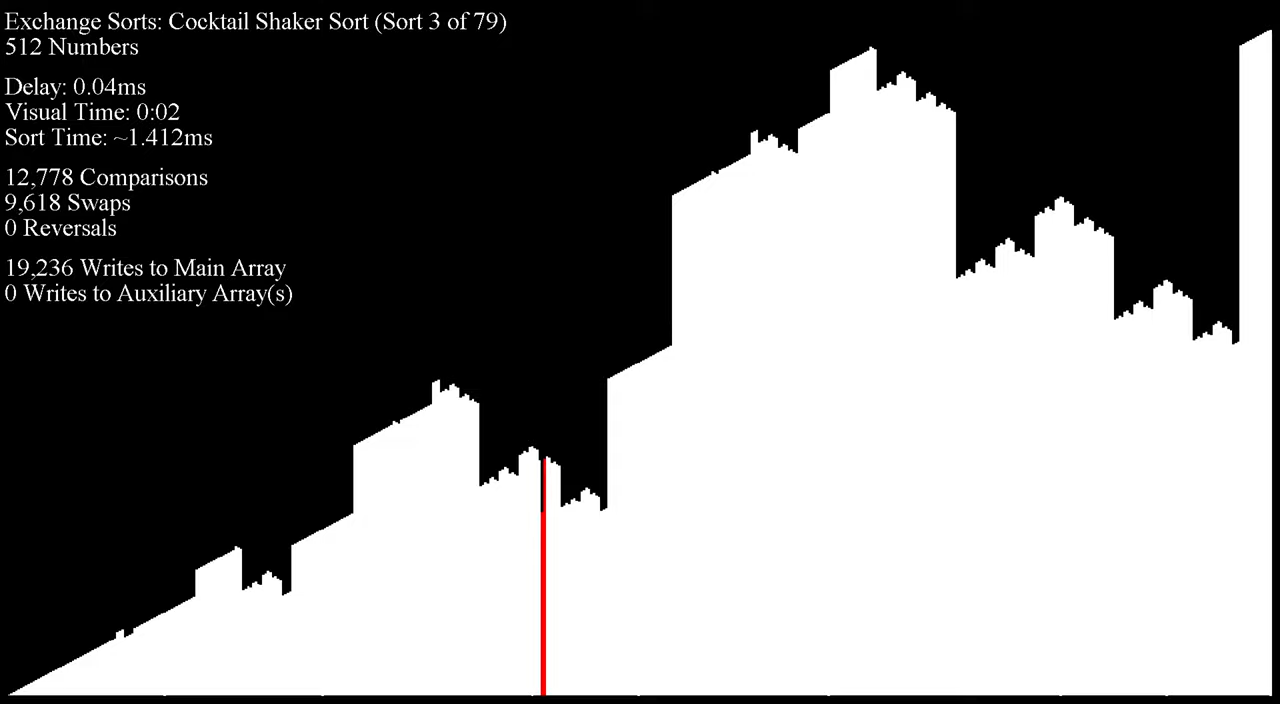 Exchange Sorts: Cocktail Shaker Sort (Sort 3 of 79)
512 Numbers
Delay: 0.04ms
Visual Time: 0:02
Sort Time: ~1.412ms
12,778 Comparisons
9,618 Swaps
0 Reversals
19,236 Writes to Main Array
0 Writes to Auxiliary Array(s)